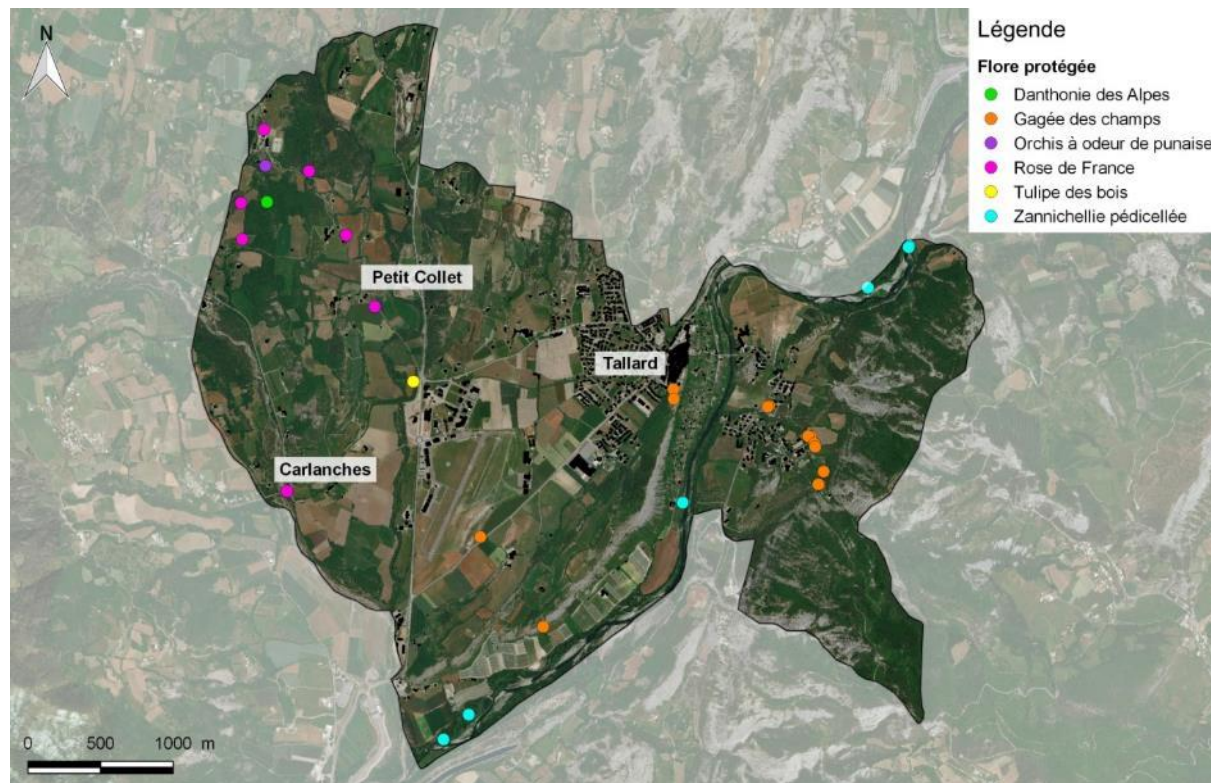 N
Légende
Flore protégée
Danthonie des Alpes
Gagée des champs
Orchis à odeur de punaise
Rose de France
Tulipe des bois
Zannichellie pédicellée
Petit Collet
Tallard
Carlanches
0 500 1000 m